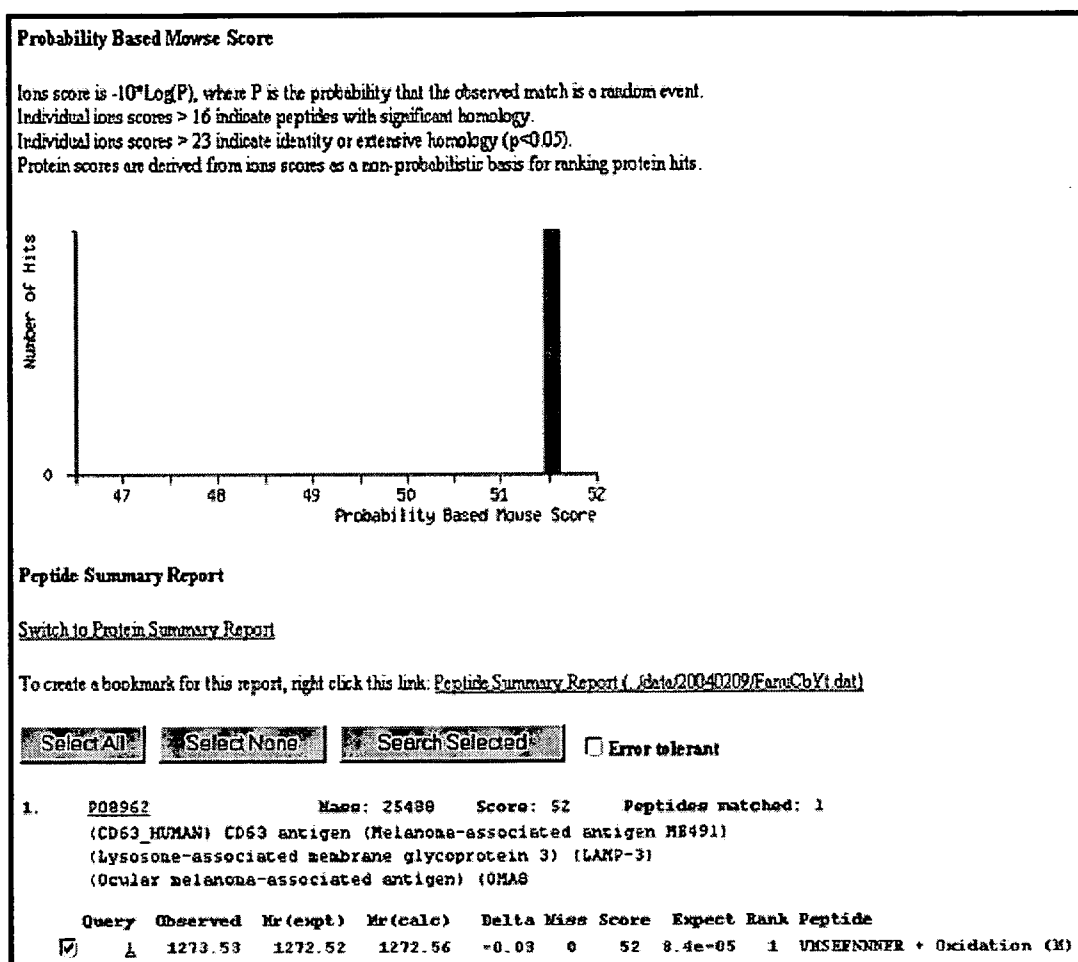 Probability Based Mowse Score
Ions score is -10*Log(P), where P is the probability that the observed match is a random event.
Individual ions scores > 16 indicate peptides with significant homology.
Individual ions scores > 23 indicate identity or extensive homology (p<0.05).
Protein scores are derived from ions scores as a non-probabilistic basis for ranking protein hits.
Number of Hits
0
47 48 49 50 51 52
Probability Based Mowse Score
Peptide Summary Report
Switch to Protein Summary Report
To create a bookmark for this report, right click this link: Peptide Summary Report (../data/20040209/FanuCbYt.dat)
Select All Select None Search Selected Error tolerant
1. P08962 Mass: 25488 Score: 52 Peptides matched: 1
(CD63_HUMAN) CD63 antigen (Melanoma-associated antigen ME491)
(Lysosome-associated membrane glycoprotein 3) (LAMP-3)
(Ocular melanoma-associated antigen) (OMA8
Query Observed Mr(expt) Mr(calc) Delta Miss Score Expect Rank Peptide
1 1273.53 1272.52 1272.56 -0.03 0 52 8.4e-05 1 + Oxidation (M)